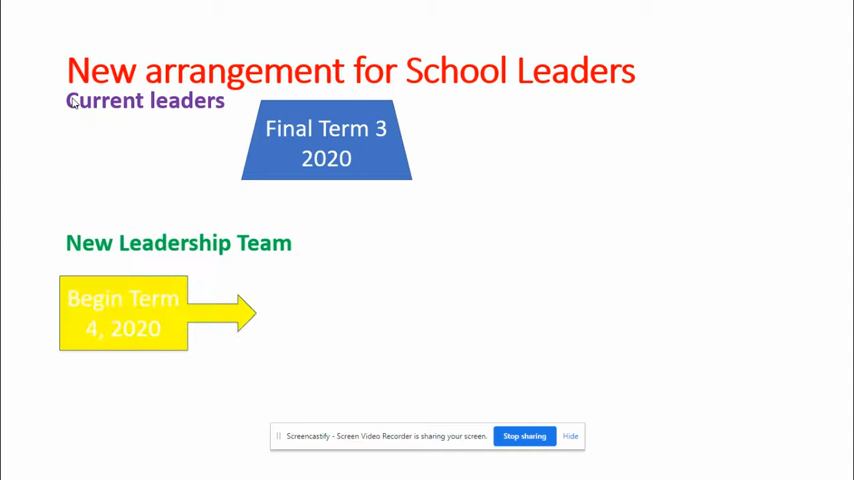 New arrangement for School Leaders
Current leaders
Final Term 3
2020
New Leadership Team
Begin Term
4, 2020
Screencastify - Screen Video Recorder is sharing your screen.
Stop sharing
Hide